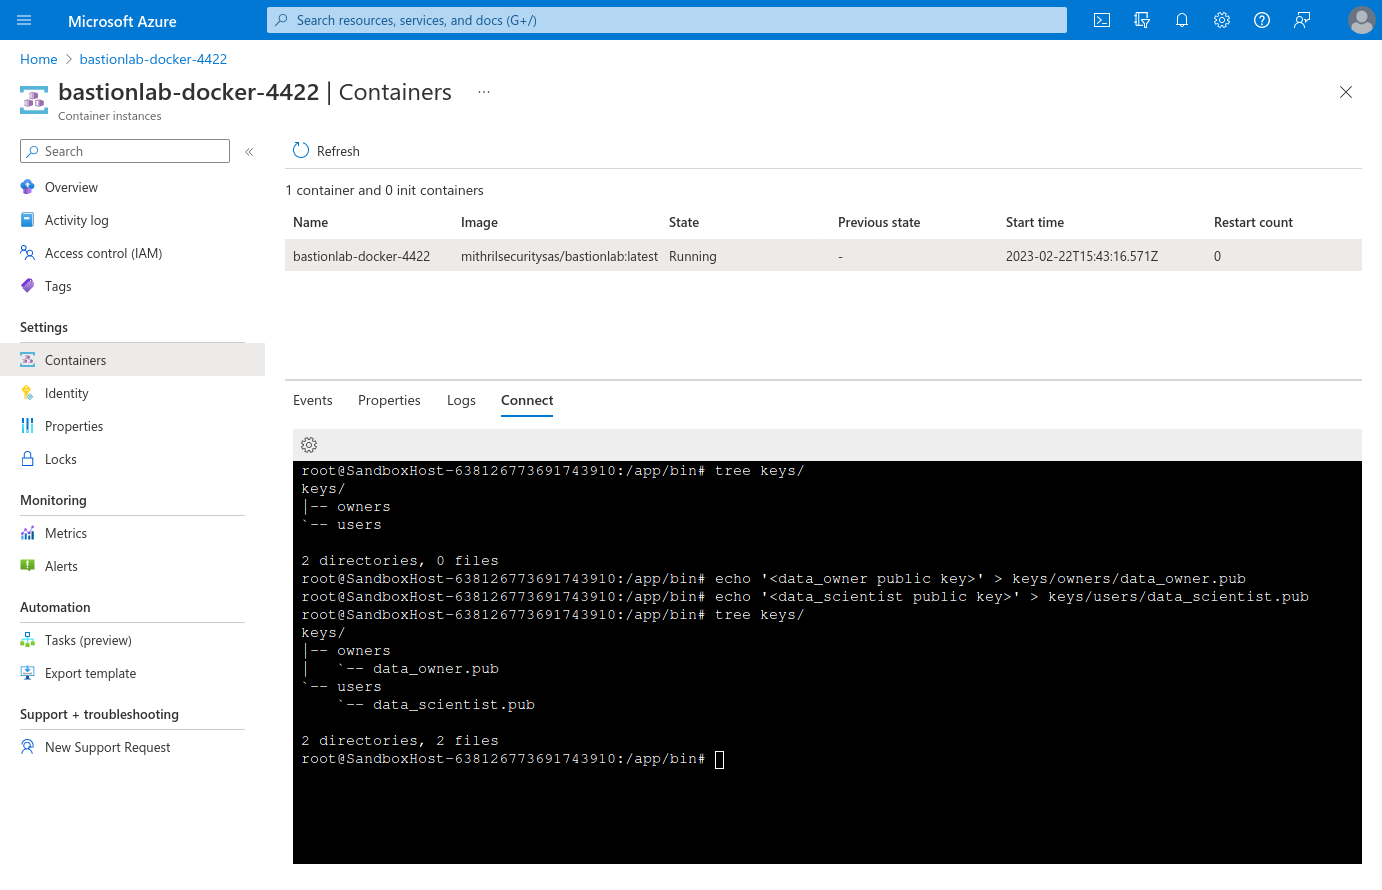 Microsoft Azure
Search resources, services, and docs (G+/)
Home > bastionlab-docker-4422
bastionlab-docker-4422 | Containers ...
Container instances
Search «
Overview
Activity log
Access control (IAM)
Tags
Settings
Containers
Identity
Properties
Locks
Monitoring
Metrics
Alerts
Automation
Tasks (preview)
Export template
Support + troubleshooting
New Support Request
Refresh
1 container and 0 init containers
Name Image State Previous state Start time Restart count
bastionlab-docker-4422 mithrilsecuritysas/bastionlab:latest Running - 2023-02-22T15:43:16.571Z 0
Events Properties Logs Connect
root@SandboxHost-638126773691743910:/app/bin# tree keys/
keys/
|-- owners
`-- users
2 directories, 0 files
root@SandboxHost-638126773691743910:/app/bin# echo '<data_owner public key>' > keys/owners/data_owner.pub
root@SandboxHost-638126773691743910:/app/bin# echo '<data_scientist public key>' > keys/users/data_scientist.pub
root@SandboxHost-638126773691743910:/app/bin# tree keys/
keys/
|-- owners
|   `-- data_owner.pub
`-- users
    `-- data_scientist.pub
2 directories, 2 files
root@SandboxHost-638126773691743910:/app/bin#